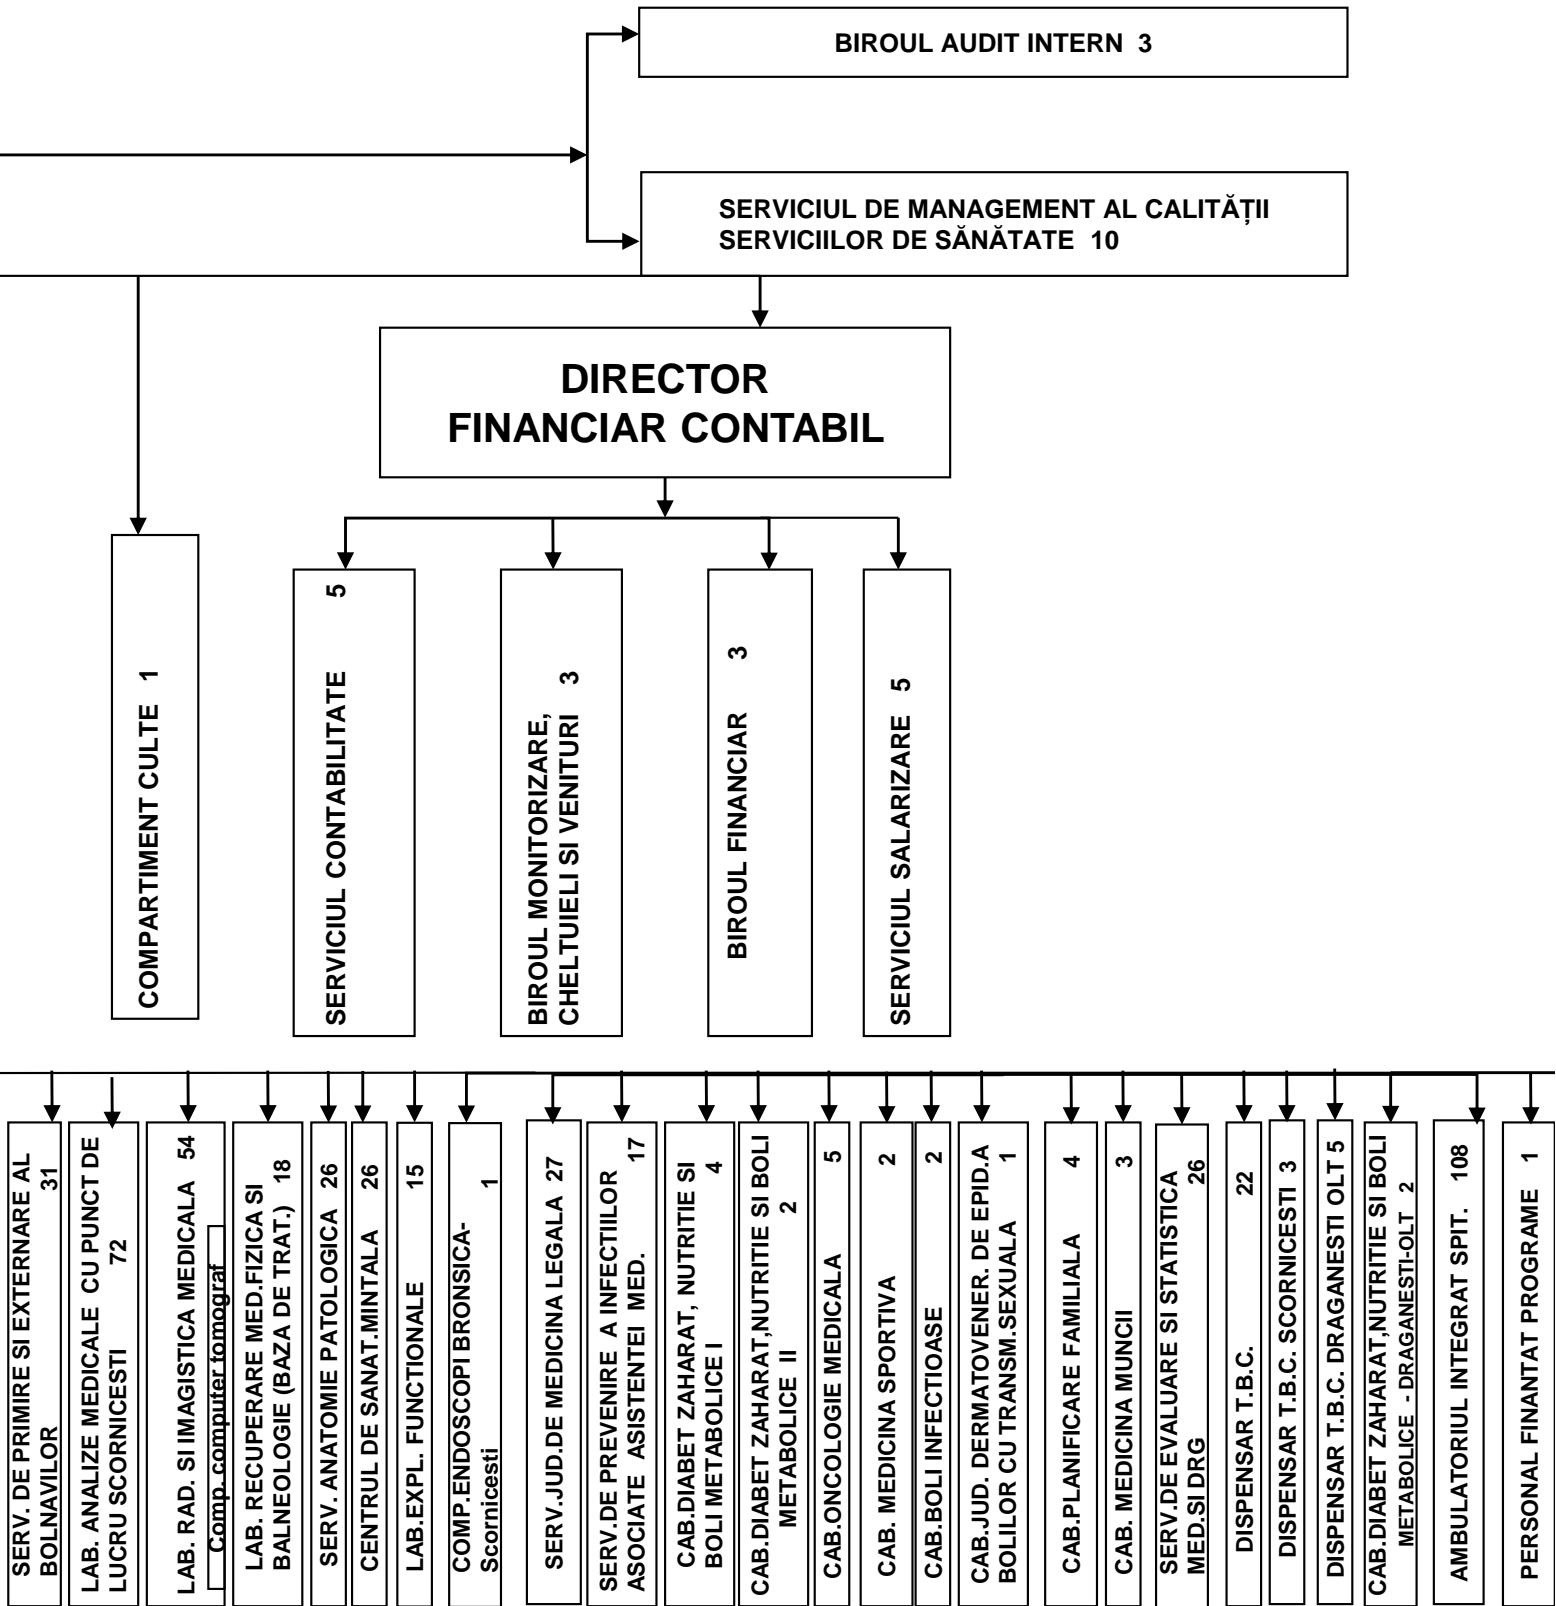 BIROUL AUDIT INTERN 3
SERVICIUL DE MANAGEMENT AL CALITĂȚII
SERVICIILOR DE SĂNĂTATE 10
DIRECTOR
FINANCIAR CONTABIL
COMPARTIMENT CULTE 1
SERVICIUL CONTABILITATE 5
BIROUL MONITORIZARE,
CHELTUIELI SI VENITURI 3
BIROUL FINANCIAR 3
SERVICIUL SALARIZARE 5
SERV. DE PRIMIRE SI EXTERNARE AL
BOLNAVILOR 31
LAB. ANALIZE MEDICALE CU PUNCT DE
LUCRU SCORNICESTI 72
LAB. RAD. SI IMAGISTICA MEDICALA 54
Comp. computer tomograf
LAB. RECUPERARE MED.FIZICA SI
BALNEOLOGIE (BAZA DE TRAT.) 18
SERV. ANATOMIE PATOLOGICA 26
CENTRUL DE SANAT.MINTALA 26
LAB.EXPL. FUNCTIONALE 15
COMP.ENDOSCOPI BRONSICA-
Scornicesti 1
SERV.JUD.DE MEDICINA LEGALA 27
SERV.DE PREVENIRE A INFECTIILOR
ASOCIATE ASISTENTEI MED. 17
CAB.DIABET ZAHARAT, NUTRITIE SI
BOLI METABOLICE I 4
CAB.DIABET ZAHARAT,NUTRITIE SI BOLI
METABOLICE II 2
CAB.ONCOLOGIE MEDICALA 5
CAB. MEDICINA SPORTIVA 2
CAB.BOLI INFECTIOASE 2
CAB.JUD. DERMATOVENER. DE EPID.A
BOLILOR CU TRANSM.SEXUALA 1
CAB.PLANIFICARE FAMILIALA 4
CAB. MEDICINA MUNCII 3
SERV.DE EVALUARE SI STATISTICA
MED.SI DRG 26
DISPENSAR T.B.C. 22
DISPENSAR T.B.C. SCORNICESTI 3
DISPENSAR T.B.C. DRAGANESTI OLT 5
CAB.DIABET ZAHARAT,NUTRITIE SI BOLI
METABOLICE - DRAGANESTI-OLT 2
AMBULATORIUL INTEGRAT SPIT. 108
PERSONAL FINANTAT PROGRAME 1